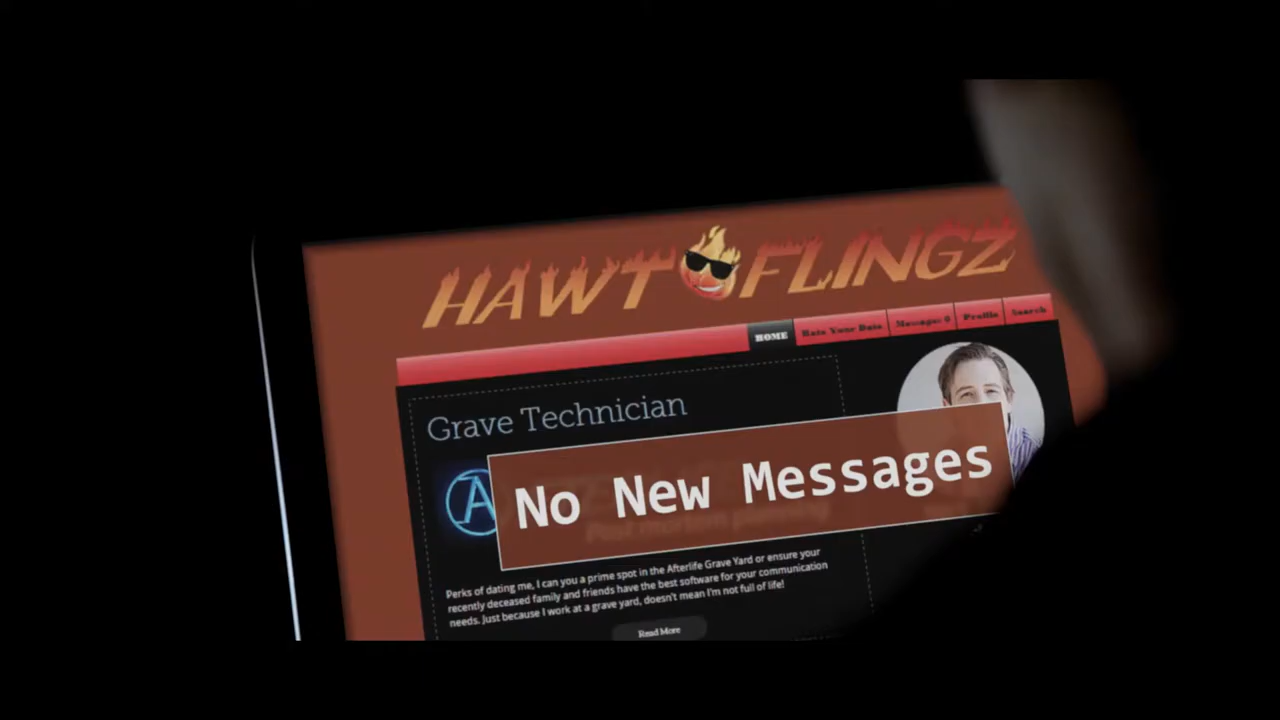 HAWT FLINGZ
HOME Rate Your Date Messages 0 Profile Search
Grave Technician
A
No New Messages
Perks of dating me, I can you a prime spot in the Afterlife Grave Yard or ensure your
recently deceased family and friends have the best software for your communication
needs. Just because I work at a grave yard, doesn't mean I'm not full of life!
Read More